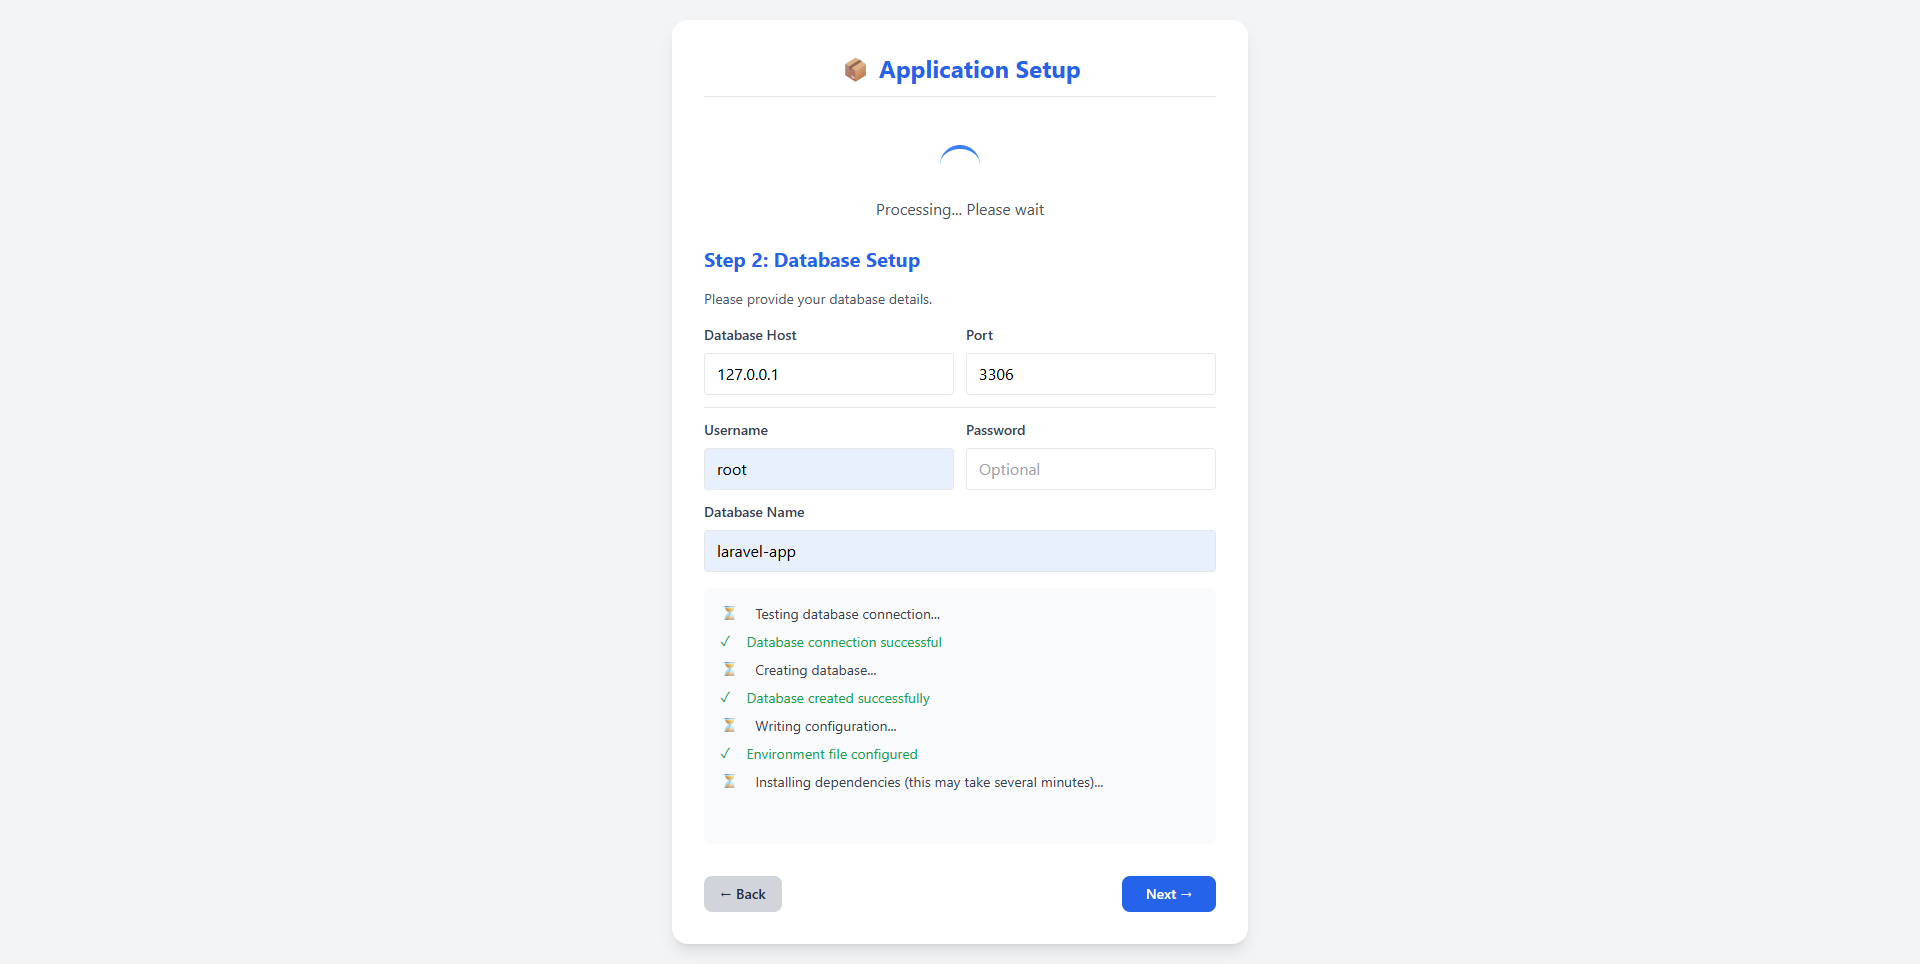 📦 Application Setup
Processing... Please wait
Step 2: Database Setup
Please provide your database details.
Database Host
Port
127.0.0.1
3306
Username
Password
root
Optional
Database Name
laravel-app
⏳ Testing database connection...
✓ Database connection successful
⏳ Creating database...
✓ Database created successfully
⏳ Writing configuration...
✓ Environment file configured
⏳ Installing dependencies (this may take several minutes)...
← Back
Next →